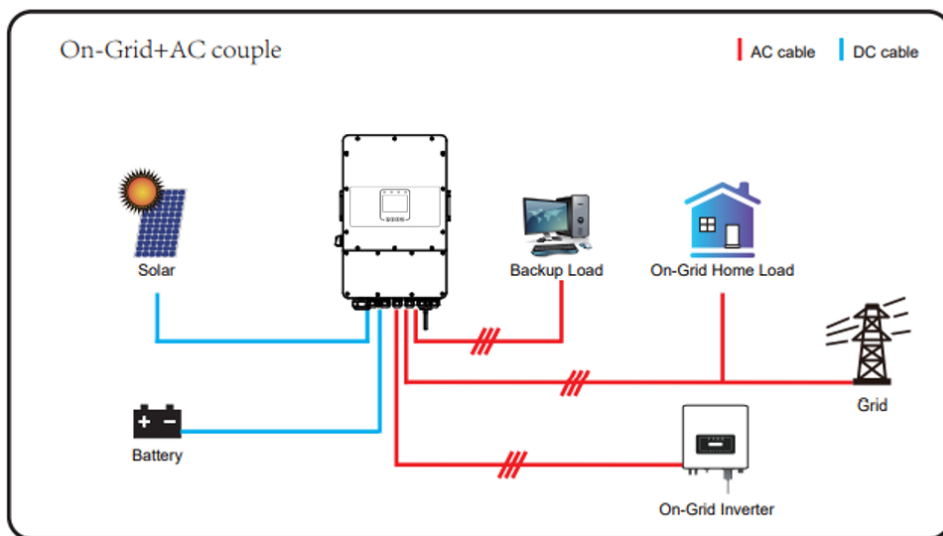 On-Grid+AC couple
AC cable
DC cable
Solar
Backup Load
On-Grid Home Load
Grid
Battery
On-Grid Inverter